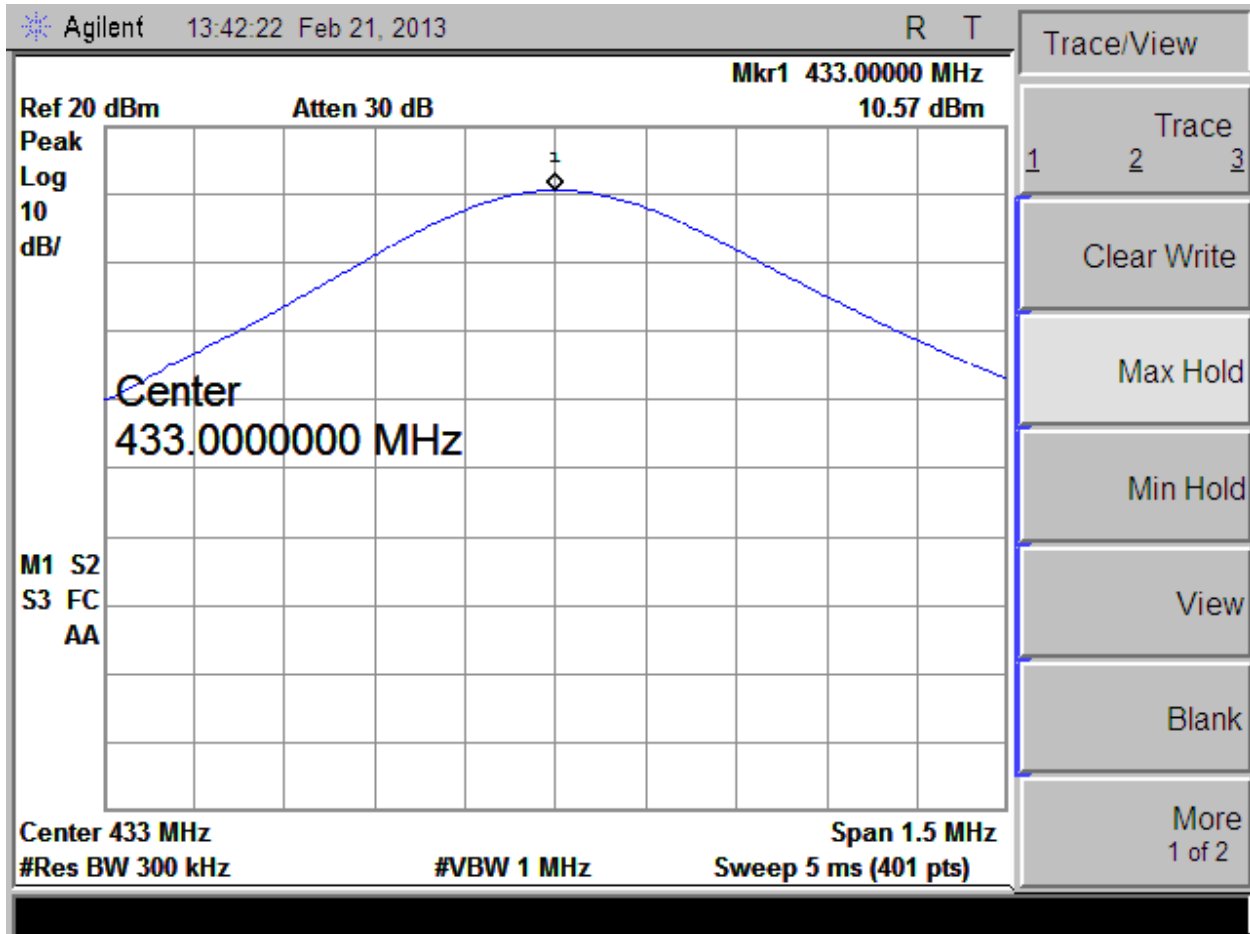 Agilent 13:42:22 Feb 21, 2013 R T
Mkr1 433.00000 MHz
Ref 20 dBm Atten 30 dB 10.57 dBm
Peak
Log
10
dB/
1
Center
433.0000000 MHz
M1 S2
S3 FC
AA
Center 433 MHz Span 1.5 MHz
#Res BW 300 kHz #VBW 1 MHz Sweep 5 ms (401 pts)
Trace/View
Trace
1 2 3
Clear Write
Max Hold
Min Hold
View
Blank
More
1 of 2